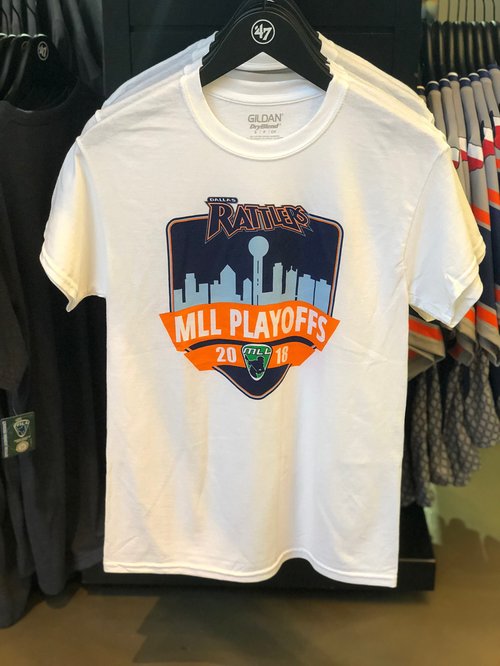 '47
GILDAN®
DryBlend®
DALLAS
RATTLERS
MLL PLAYOFFS
20 18
MLL